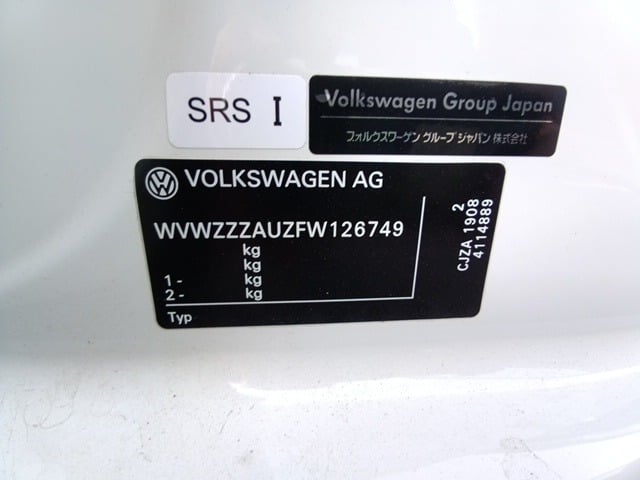 SRS I
Volkswagen Group Japan
フォルクスワーゲン グループ ジャパン 株式会社
VOLKSWAGEN AG
WVWZZZAUZFW126749
kg
kg
1 - kg
2 - kg
Typ
2
CJZA 1908
4114889